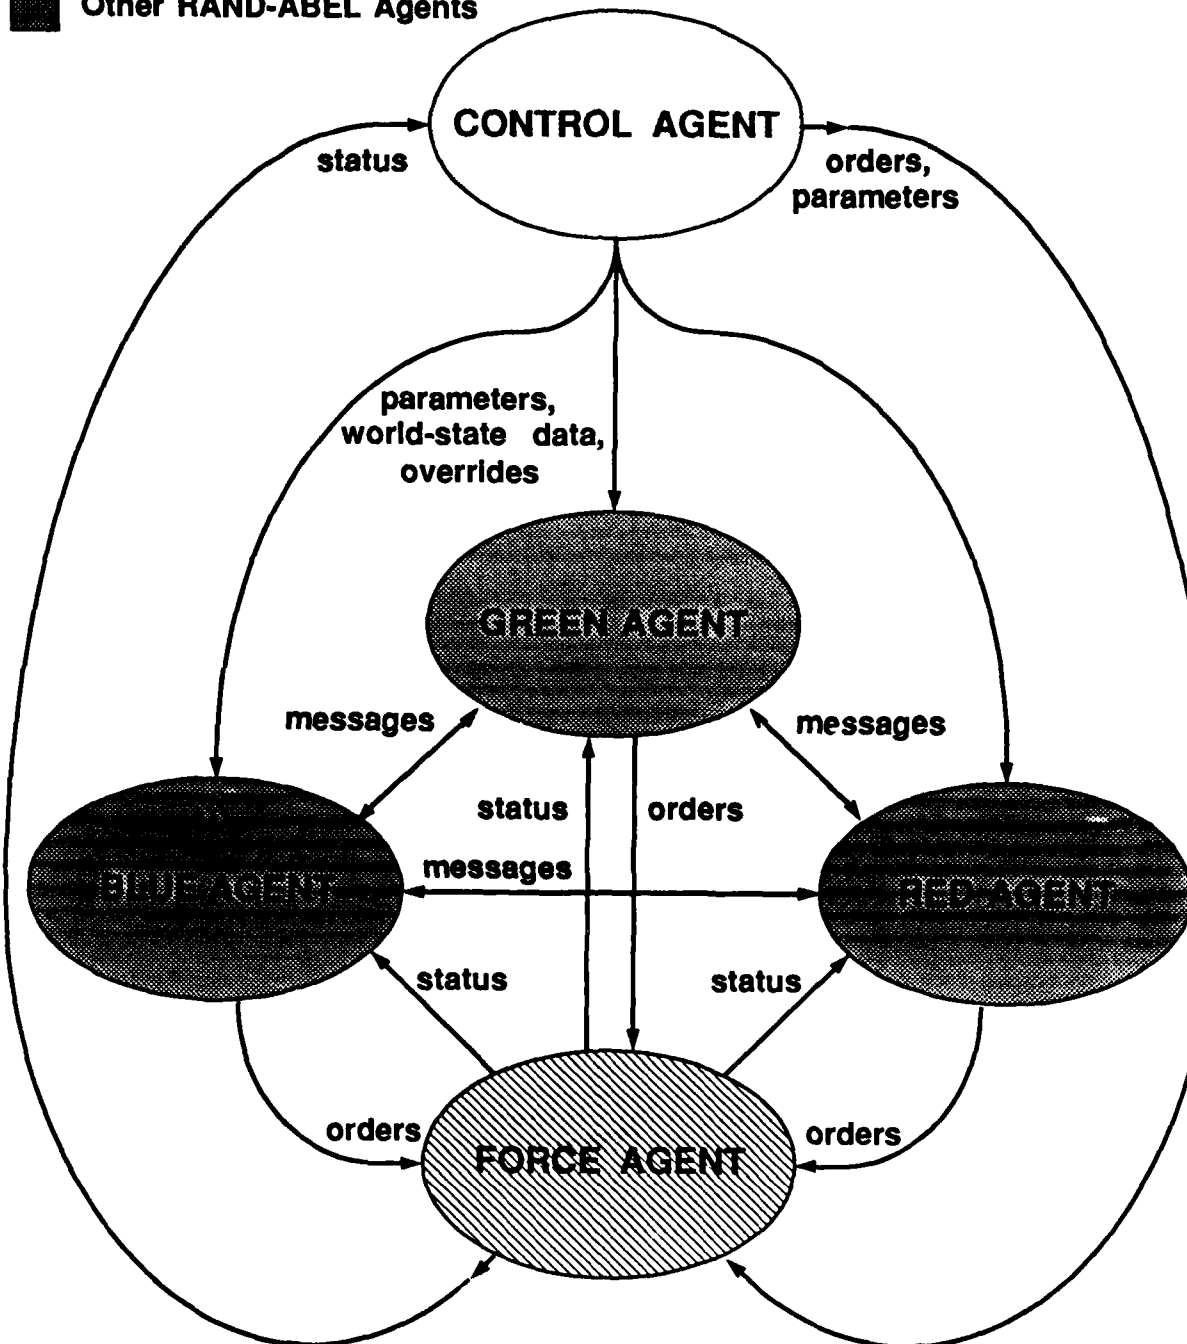 Other RAND-ABEL Agents
CONTROL AGENT
status
orders,
parameters
parameters,
world-state data,
overrides
GREEN AGENT
messages
messages
status
orders
messages
BLUE AGENT
RED AGENT
status
status
orders
orders
FORCE AGENT